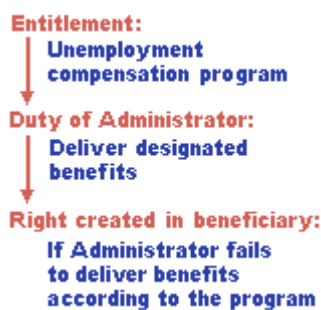 Entitlement:
Unemployment
compensation program
Duty of Administrator:
Deliver designated
benefits
Right created in beneficiary:
If Administrator fails
to deliver benefits
according to the program